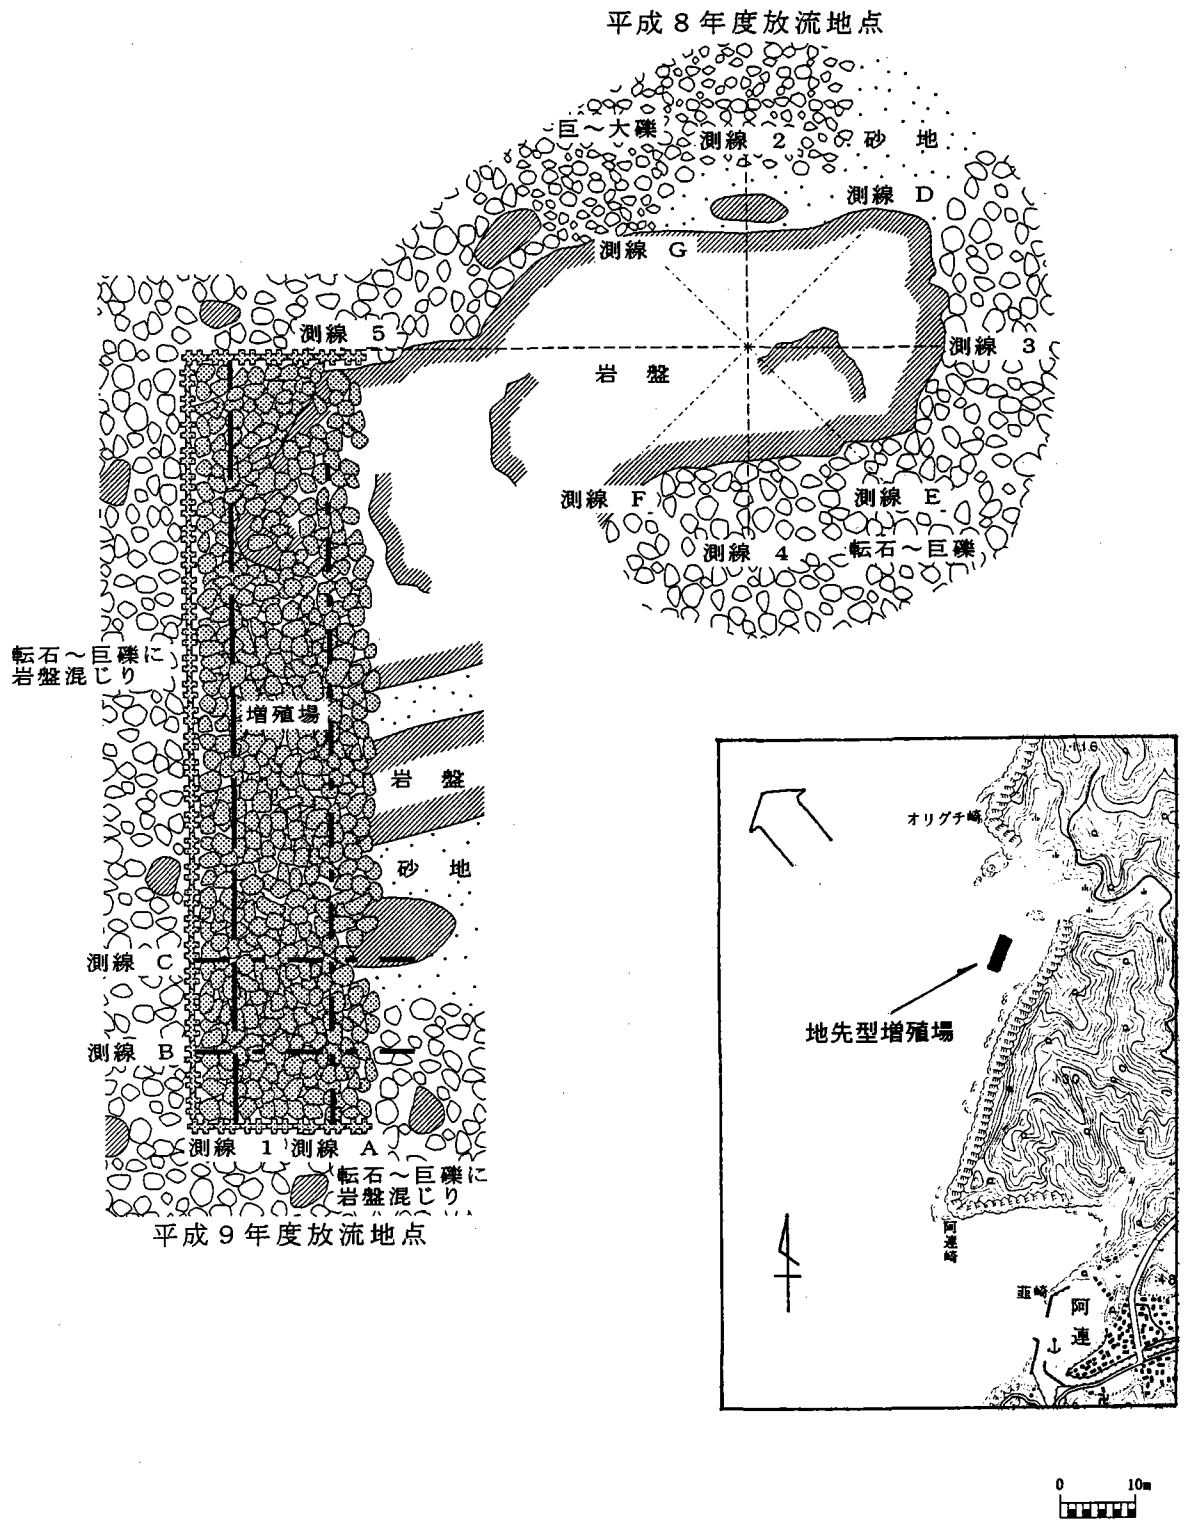 平成8年度放流地点
巨～大礫
測線 2
砂 地
測線 D
測線 G
測線 5
測線 3
岩 盤
測線 F
測線 E
測線 4
転石～巨礫
転石～巨礫に
岩盤混じり
増殖場
岩 盤
砂 地
測線 C
測線 B
測線 1
測線 A
転石～巨礫に
岩盤混じり
平成9年度放流地点
116
オリグチ崎
地先型増殖場
130
阿連崎
韮崎
阿連
48
0 10m